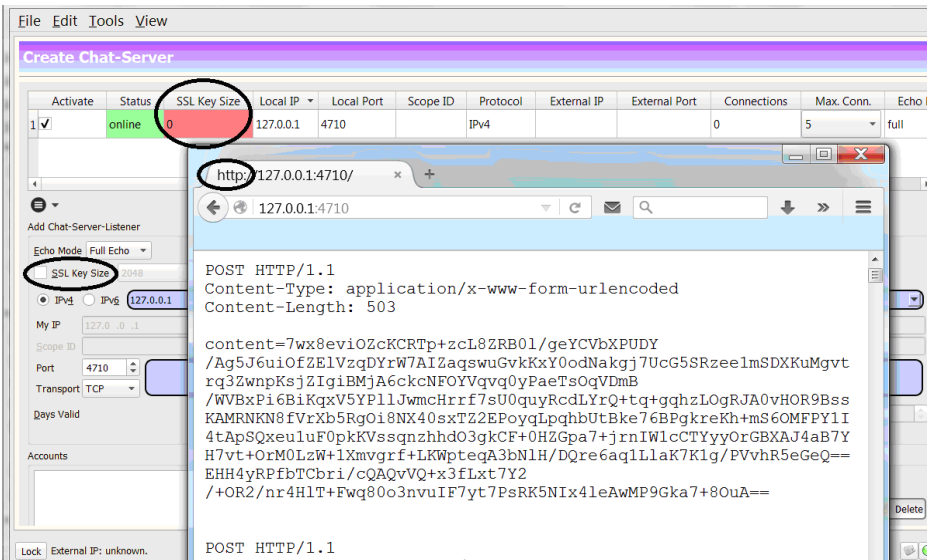 File Edit Tools View
Create Chat-Server
Activate Status SSL Key Size Local IP Local Port Scope ID Protocol External IP External Port Connections Max. Conn. Echo
1 online 0 127.0.0.1 4710 IPv4 0 5 full
http://127.0.0.1:4710/
127.0.0.1:4710
Add Chat-Server-Listener
Echo Mode Full Echo
SSL Key Size 2048
IPv4 IPv6 127.0.0.1
My IP 127.0 .0 .1
Scope ID
Port 4710
Transport TCP
Days Valid
Accounts
POST HTTP/1.1
Content-Type: application/x-www-form-urlencoded
Content-Length: 503
content=7wx8eviOZcKCRTp+zcL8ZRB0l/geYCVbXPUDY
/Ag5J6uiOfZElVzqDYrW7AIZaqswuGvkKxY0odNakgj7UcG5SRzee1mSDXKuMgvt
rq3ZwnpKsjZIgiBMjA6ckcNFOYVqvq0yPaeTsOqVDmB
/WVBxPi6BiKqxV5YPllJwmcHrrf7sU0quyRcdLYrQ+tq+gqhzLOgRJA0vHOR9Bss
KAMRNKN8fVrXb5RgOi8NX40sxTZ2EPoyqLpqhbUtBke76BPgkreKh+mS6OMFPY1I
4tApSQxeu1uF0pkKVssqnzhhdO3gkCF+0HZGpa7+jrnIW1cCTYyyOrGBXAJ4aB7Y
H7vt+OrM0LzW+1Xmvgrf+LKWpteqA3bNlH/DQre6aq1LlaK7K1g/PVvhR5eGeQ==
EHH4yRPfbTCbri/cQAQvVQ+x3fLxt7Y2
/+OR2/nr4HlT+Fwq80o3nvuIF7yt7PsRK5NIx4leAwMP9Gka7+8OuA==
POST HTTP/1.1
Delete
Lock External IP: unknown.